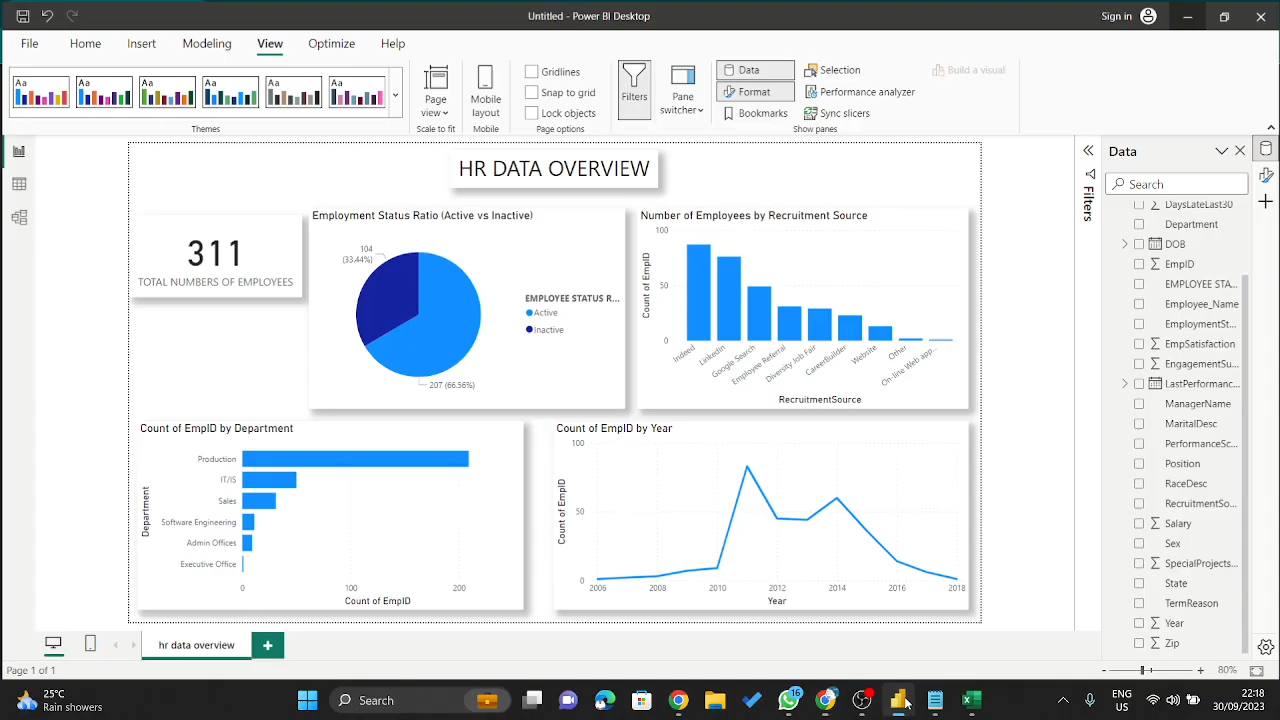 Untitled - Power BI Desktop
Sign in
File Home Insert Modeling View Optimize Help
Aa Aa Aa Aa Aa Aa
Themes
Page view
Scale to fit
Mobile layout
Mobile
Gridlines
Snap to grid
Lock objects
Page options
Filters
Pane switcher
Data
Format
Bookmarks
Selection
Performance analyzer
Sync slicers
Show panes
Build a visual
HR DATA OVERVIEW
311
TOTAL NUMBERS OF EMPLOYEES
Employment Status Ratio (Active vs Inactive)
104
(33.44%)
207 (66.56%)
EMPLOYEE STATUS R...
Active
Inactive
Number of Employees by Recruitment Source
100
50
0
Count of EmpID
Indeed
LinkedIn
Google Search
Employee Referral
Diversity Job Fair
CareerBuilder
Website
Other
On-line Web app...
RecruitmentSource
Count of EmpID by Department
Department
Production
IT/IS
Sales
Software Engineering
Admin Offices
Executive Office
0 100 200
Count of EmpID
Count of EmpID by Year
100
50
0
Count of EmpID
2006 2008 2010 2012 2014 2016 2018
Year
Filters
Data
Search
DaysLateLast30
Department
DOB
EmpID
EMPLOYEE STA...
Employee_Name
EmploymentSt...
EmpSatisfaction
EngagementSu...
LastPerformanc...
ManagerName
MaritalDesc
PerformanceSc...
Position
RaceDesc
RecruitmentSo...
Salary
Sex
SpecialProjects...
State
TermReason
Year
Zip
hr data overview
Page 1 of 1
80%
25°C
Rain showers
Search
16
ENG
US
22:18
30/09/2023